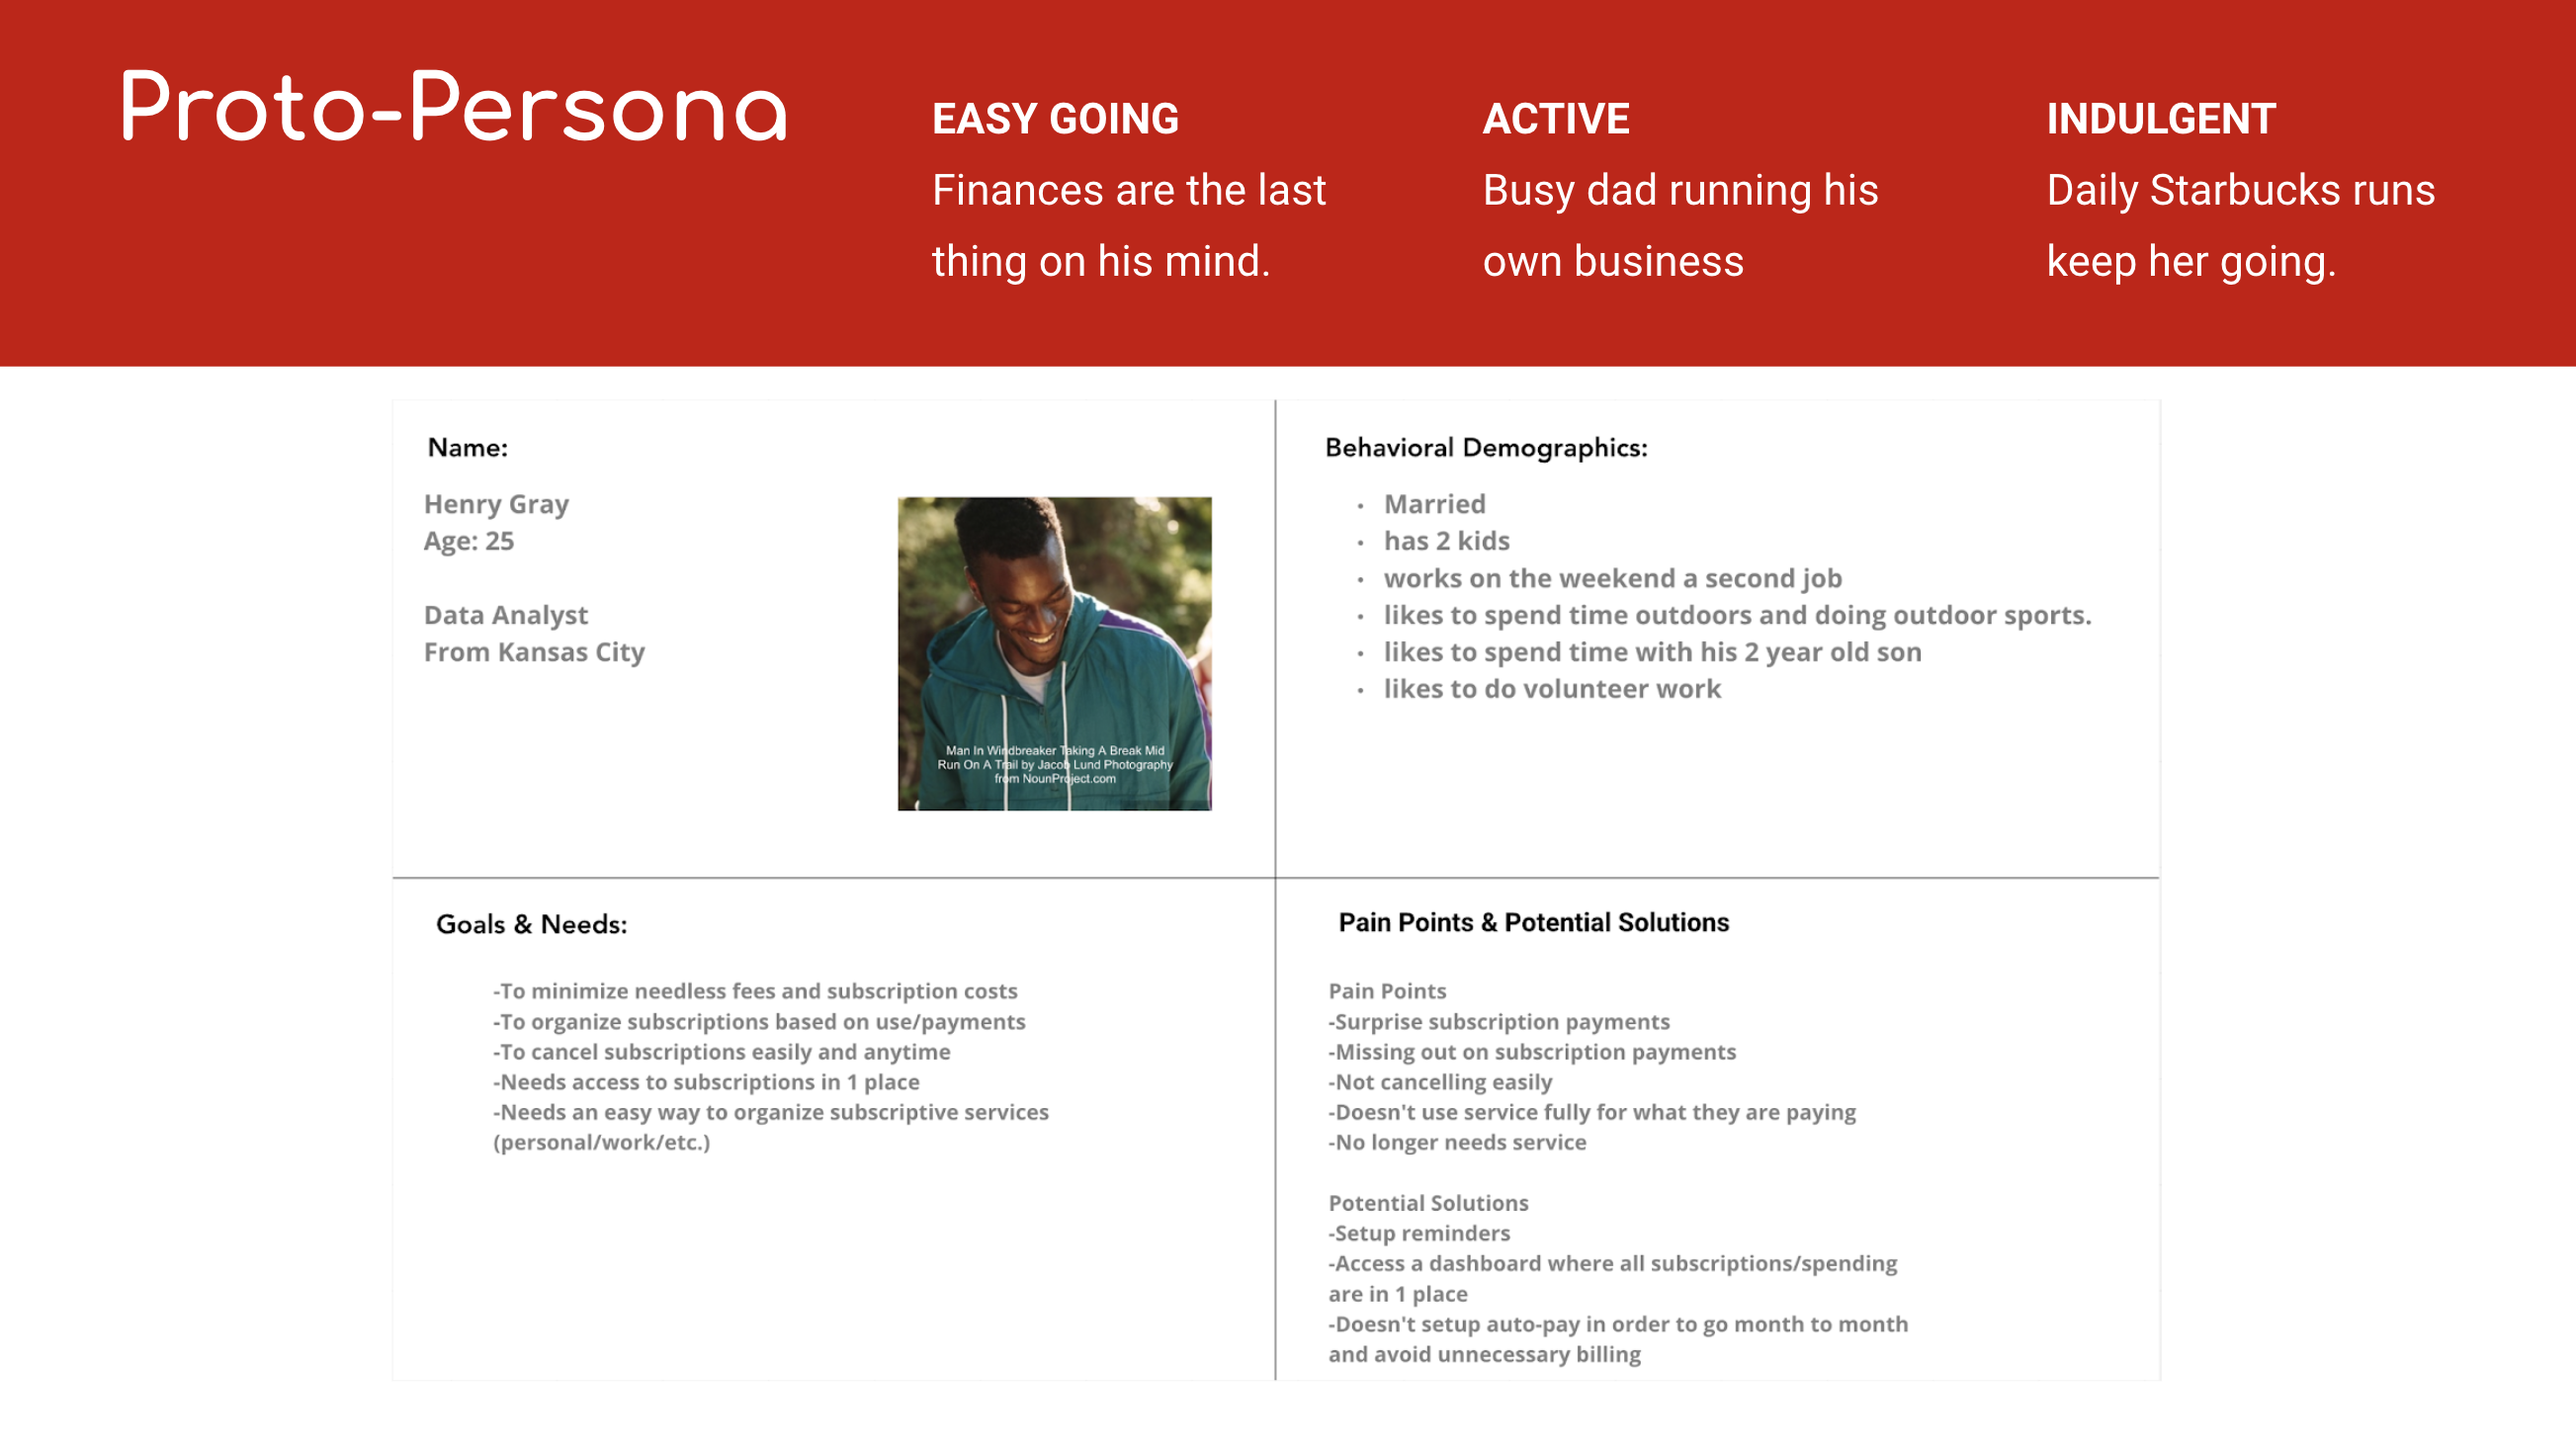 Proto-Persona
EASY GOING
Finances are the last
thing on his mind.
ACTIVE
Busy dad running his
own business
INDULGENT
Daily Starbucks runs
keep her going.
Name:
Henry Gray
Age: 25
Data Analyst
From Kansas City
Man In Windbreaker Taking A Break Mid
Run On A Trail by Jacob Lund Photography
from NounProject.com
Behavioral Demographics:
• Married
• has 2 kids
• works on the weekend a second job
• likes to spend time outdoors and doing outdoor sports.
• likes to spend time with his 2 year old son
• likes to do volunteer work
Goals & Needs:
-To minimize needless fees and subscription costs
-To organize subscriptions based on use/payments
-To cancel subscriptions easily and anytime
-Needs access to subscriptions in 1 place
-Needs an easy way to organize subscriptive services
(personal/work/etc.)
Pain Points & Potential Solutions
Pain Points
-Surprise subscription payments
-Missing out on subscription payments
-Not cancelling easily
-Doesn't use service fully for what they are paying
-No longer needs service
Potential Solutions
-Setup reminders
-Access a dashboard where all subscriptions/spending
are in 1 place
-Doesn't setup auto-pay in order to go month to month
and avoid unnecessary billing